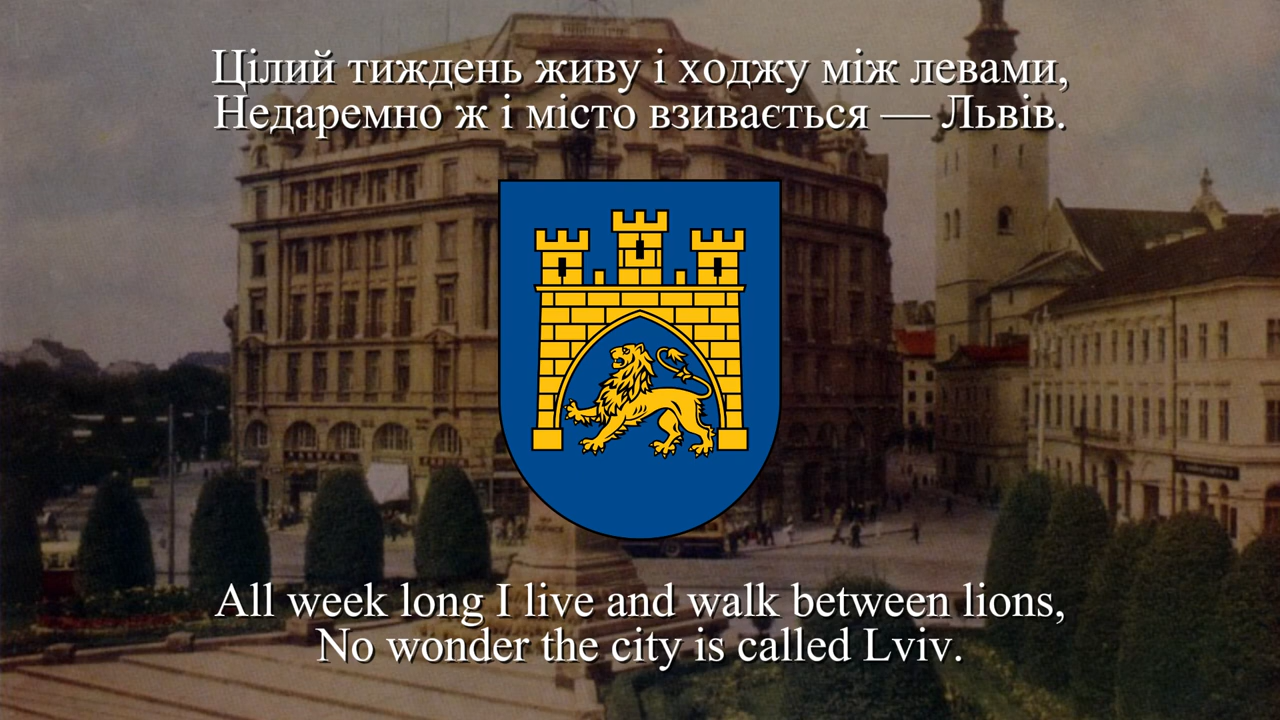 Цілий тиждень живу і ходжу між левами,
Недаремно ж і місто взивається — Львів.
All week long I live and walk between lions,
No wonder the city is called Lviv.